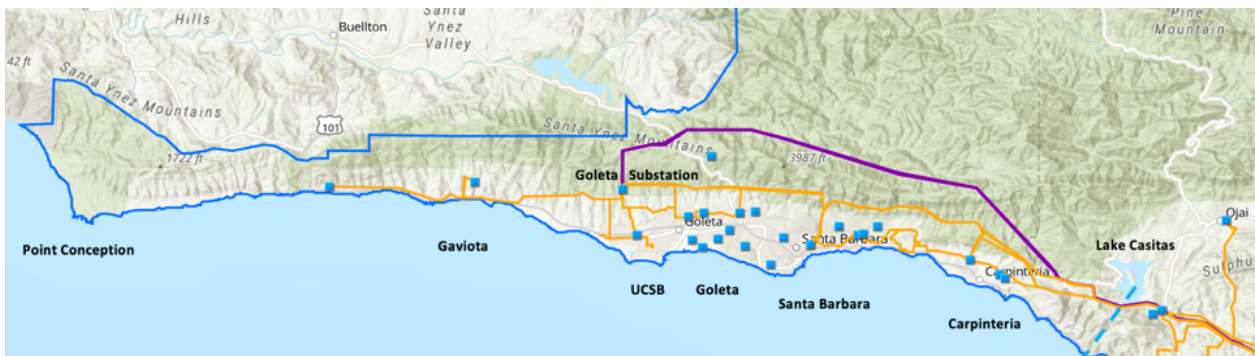 Hills
Buellton
Santa
Ynez
Valley
Pine
Mountain
42 ft
Santa Ynez Mountains
101
Santa Ynez Mountains
1722 ft
3987 ft
Goleta Substation
Ojai
Goleta
Santa Barbara
Point Conception
Gaviota
Lake Casitas
Sulphu
Carpinteria
UCSB
Goleta
Santa Barbara
Carpinteria